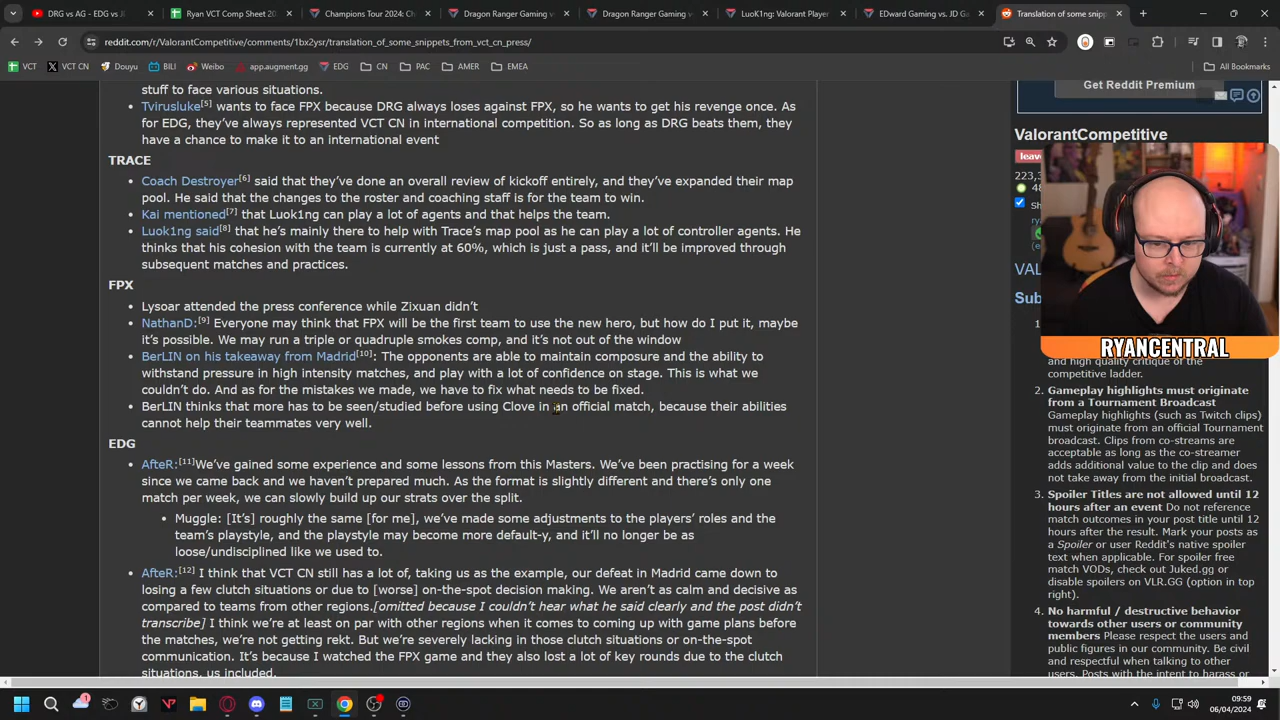 DRG vs AG - EDG vs J
Ryan VCT Comp Sheet 2
Champions Tour 2024: C
Dragon Ranger Gaming v
Dragon Ranger Gaming v
LuoK1ng: Valorant Player
EDward Gaming vs. JD Ga
Translation of some snipp
reddit.com/r/ValorantCompetitive/comments/1bx2ysr/translation_of_some_snippets_from_vct_cn_press/
VCT
VCT CN
Douyu
BILI
Weibo
app.augment.gg
EDG
CN
PAC
AMER
EMEA
All Bookmarks
stuff to face various situations.
Tvirusluke[5] wants to face FPX because DRG always loses against FPX, so he wants to get his revenge once. As
for EDG, they've always represented VCT CN in international competition. So as long as DRG beats them, they
have a chance to make it to an international event
TRACE
Coach Destroyer[6] said that they've done an overall review of kickoff entirely, and they've expanded their map
pool. He said that the changes to the roster and coaching staff is for the team to win.
Kai mentioned[7] that Luok1ng can play a lot of agents and that helps the team.
Luok1ng said[8] that he's mainly there to help with Trace's map pool as he can play a lot of controller agents. He
thinks that his cohesion with the team is currently at 60%, which is just a pass, and it'll be improved through
subsequent matches and practices.
FPX
Lysoar attended the press conference while Zixuan didn't
NathanD:[9] Everyone may think that FPX will be the first team to use the new hero, but how do I put it, maybe
it's possible. We may run a triple or quadruple smokes comp, and it's not out of the window
BerLIN on his takeaway from Madrid[10]: The opponents are able to maintain composure and the ability to
withstand pressure in high intensity matches, and play with a lot of confidence on stage. This is what we
couldn't do. And as for the mistakes we made, we have to fix what needs to be fixed.
BerLIN thinks that more has to be seen/studied before using Clove in an official match, because their abilities
cannot help their teammates very well.
EDG
AfteR:[11]We've gained some experience and some lessons from this Masters. We've been practising for a week
since we came back and we haven't prepared much. As the format is slightly different and there's only one
match per week, we can slowly build up our strats over the split.
Muggle: [It's] roughly the same [for me], we've made some adjustments to the players' roles and the
team's playstyle, and the playstyle may become more default-y, and it'll no longer be as
loose/undisciplined like we used to.
AfteR:[12] I think that VCT CN still has a lot of, taking us as the example, our defeat in Madrid came down to
losing a few clutch situations or due to [worse] on-the-spot decision making. We aren't as calm and decisive as
compared to teams from other regions.[omitted because I couldn't hear what he said clearly and the post didn't
transcribe] I think we're at least on par with other regions when it comes to coming up with game plans before
the matches, we're not getting rekt. But we're severely lacking in those clutch situations or on-the-spot
communication. It's because I watched the FPX game and they also lost a lot of key rounds due to the clutch
situations, us included.
Get Reddit Premium
ValorantCompetitive
leave
223,3
RYANCENTRAL
and high quality critique of the
competitive ladder.
2. Gameplay highlights must originate
from a Tournament Broadcast
Gameplay highlights (such as Twitch clips)
must originate from an official Tournament
broadcast. Clips from co-streams are
acceptable as long as the co-streamer
adds additional value to the clip and does
not take away from the initial broadcast.
3. Spoiler Titles are not allowed until 12
hours after an event Do not reference
match outcomes in your post title until 12
hours after the result. Mark your posts as
a Spoiler or user Reddit's native spoiler
text when applicable. For spoiler free
match VODs, check out Juked.gg or
disable spoilers on VLR.GG (option in top
right).
4. No harmful / destructive behavior
towards other users or community
members Please respect the users and
public figures in our community. Be civil
and respectful when talking to other
users. Posts with the intent to harass or
09:59
06/04/2024